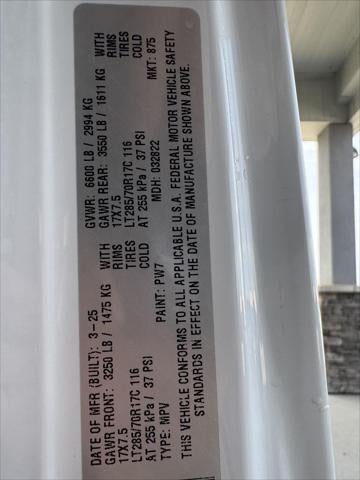 DATE OF MFR (BUILT): 3-25 GVWR: 6600 LB / 2994 KG
GAWR FRONT: 3250 LB / 1475 KG WITH GAWR REAR: 3550 LB / 1611 KG WITH
17X7.5 RIMS 17X7.5 RIMS
LT285/70R17C 116 TIRES LT285/70R17C 116 TIRES
AT 255 kPa / 37 PSI COLD AT 255 kPa / 37 PSI COLD
TYPE: MPV PAINT: PW7 MDH: 032822 MKT: 875
THIS VEHICLE CONFORMS TO ALL APPLICABLE U.S.A. FEDERAL MOTOR VEHICLE SAFETY
STANDARDS IN EFFECT ON THE DATE OF MANUFACTURE SHOWN ABOVE.